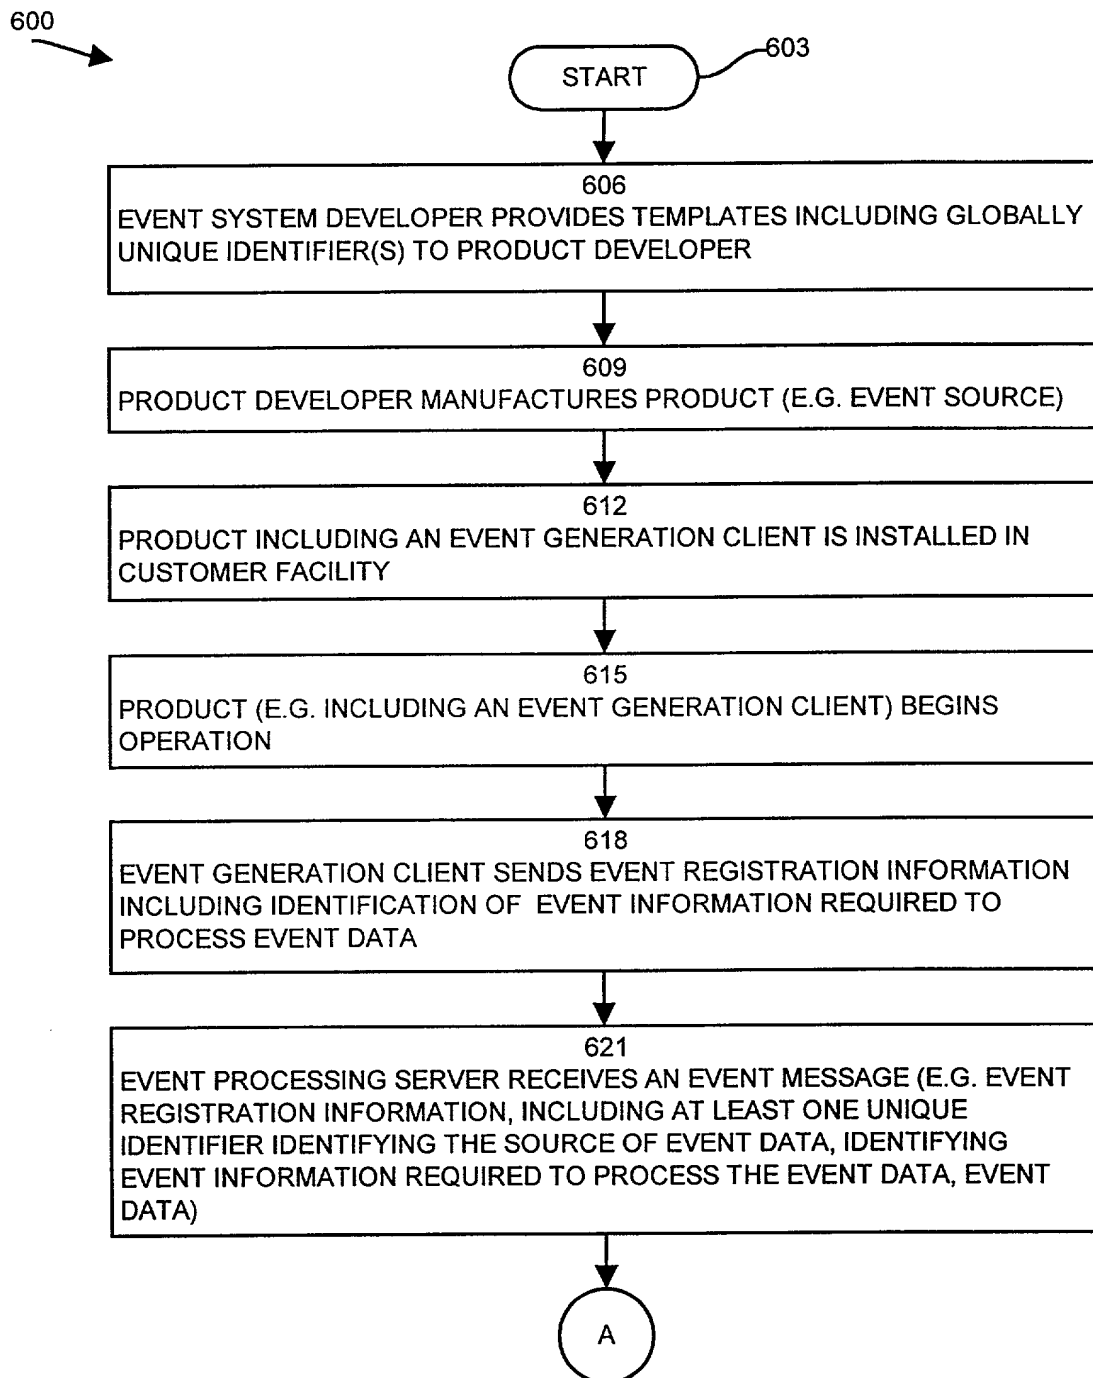 600
START
603
606
EVENT SYSTEM DEVELOPER PROVIDES TEMPLATES INCLUDING GLOBALLY
UNIQUE IDENTIFIER(S) TO PRODUCT DEVELOPER
609
PRODUCT DEVELOPER MANUFACTURES PRODUCT (E.G. EVENT SOURCE)
612
PRODUCT INCLUDING AN EVENT GENERATION CLIENT IS INSTALLED IN
CUSTOMER FACILITY
615
PRODUCT (E.G. INCLUDING AN EVENT GENERATION CLIENT) BEGINS
OPERATION
618
EVENT GENERATION CLIENT SENDS EVENT REGISTRATION INFORMATION
INCLUDING IDENTIFICATION OF EVENT INFORMATION REQUIRED TO
PROCESS EVENT DATA
621
EVENT PROCESSING SERVER RECEIVES AN EVENT MESSAGE (E.G. EVENT
REGISTRATION INFORMATION, INCLUDING AT LEAST ONE UNIQUE
IDENTIFIER IDENTIFYING THE SOURCE OF EVENT DATA, IDENTIFYING
EVENT INFORMATION REQUIRED TO PROCESS THE EVENT DATA, EVENT
DATA)
A